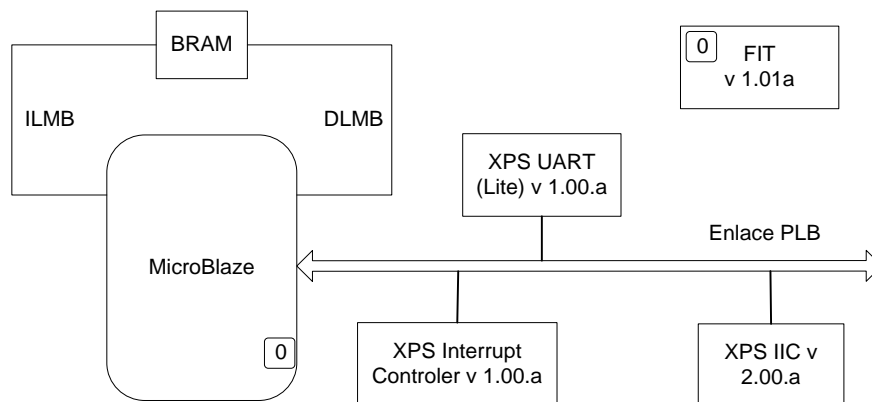 BRAM
0
FIT
v 1.01a
ILMB
DLMB
XPS UART
(Lite) v 1.00.a
Enlace PLB
MicroBlaze
0
XPS Interrupt
Controler v 1.00.a
XPS IIC v
2.00.a